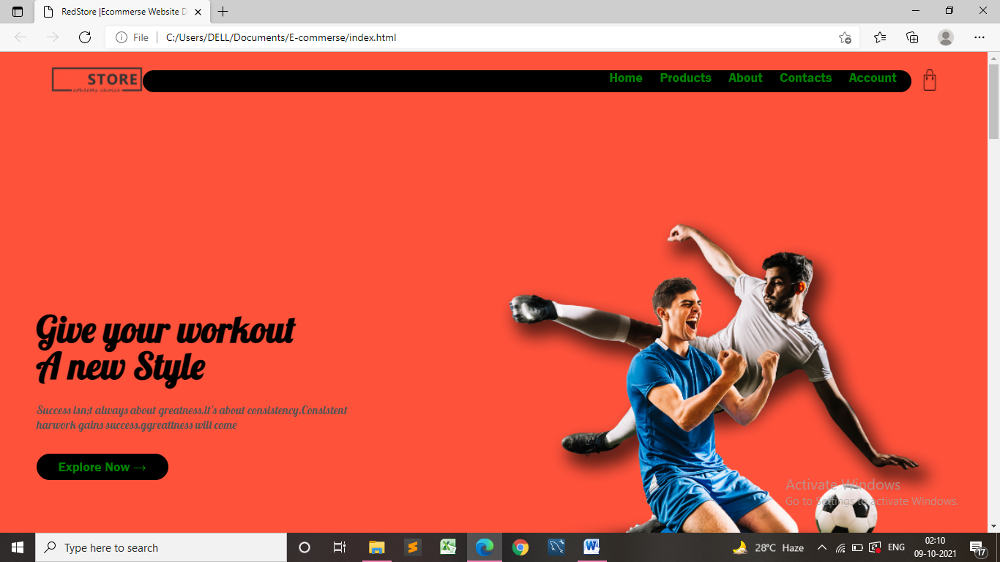 RedStore |Ecommerse Website D
File
C:/Users/DELL/Documents/E-commerse/index.html
STORE
athletic choice
Home
Products
About
Contacts
Account
Give your workout
A new Style
Success isn;t always about greatness.it's about consistency.Consistent
harwork gains success.ggreattness will come
Explore Now →
Activate Windows
Go to Settings to activate Windows.
Type here to search
28°C Haze
ENG
02:10
09-10-2021
17